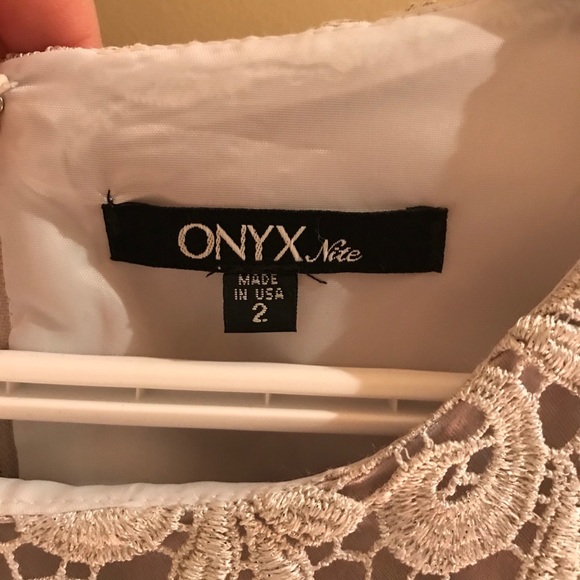 ONYX Nite
MADE
IN USA
2